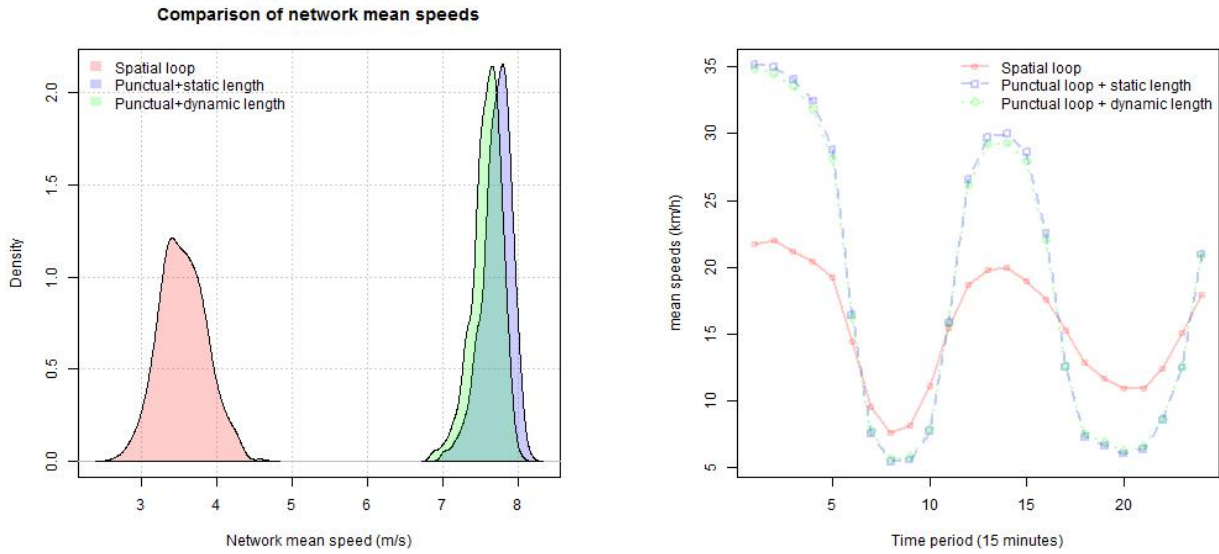 Comparison of network mean speeds
Spatial loop
Punctual+static length
Punctual+dynamic length
Density
0.0
0.5
1.0
1.5
2.0
3
4
5
6
7
8
Network mean speed (m/s)
Spatial loop
Punctual loop + static length
Punctual loop + dynamic length
mean speeds (km/h)
35
30
25
20
15
10
5
5
10
15
20
Time period (15 minutes)